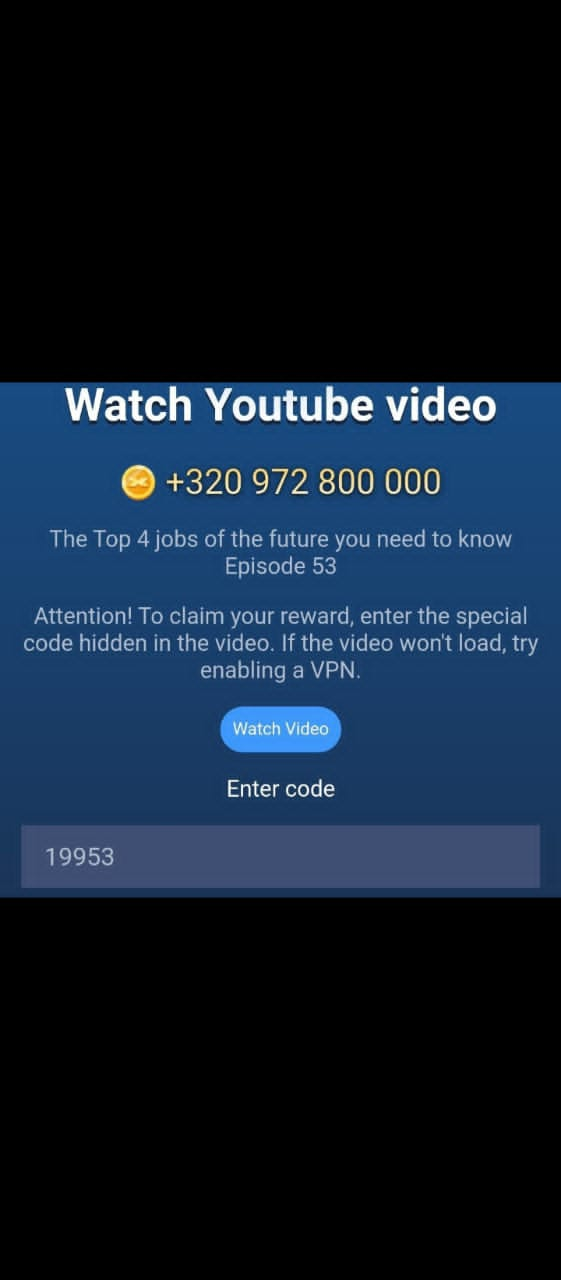 Watch Youtube video
+320 972 800 000
The Top 4 jobs of the future you need to know
Episode 53
Attention! To claim your reward, enter the special
code hidden in the video. If the video won't load, try
enabling a VPN.
Watch Video
Enter code
19953